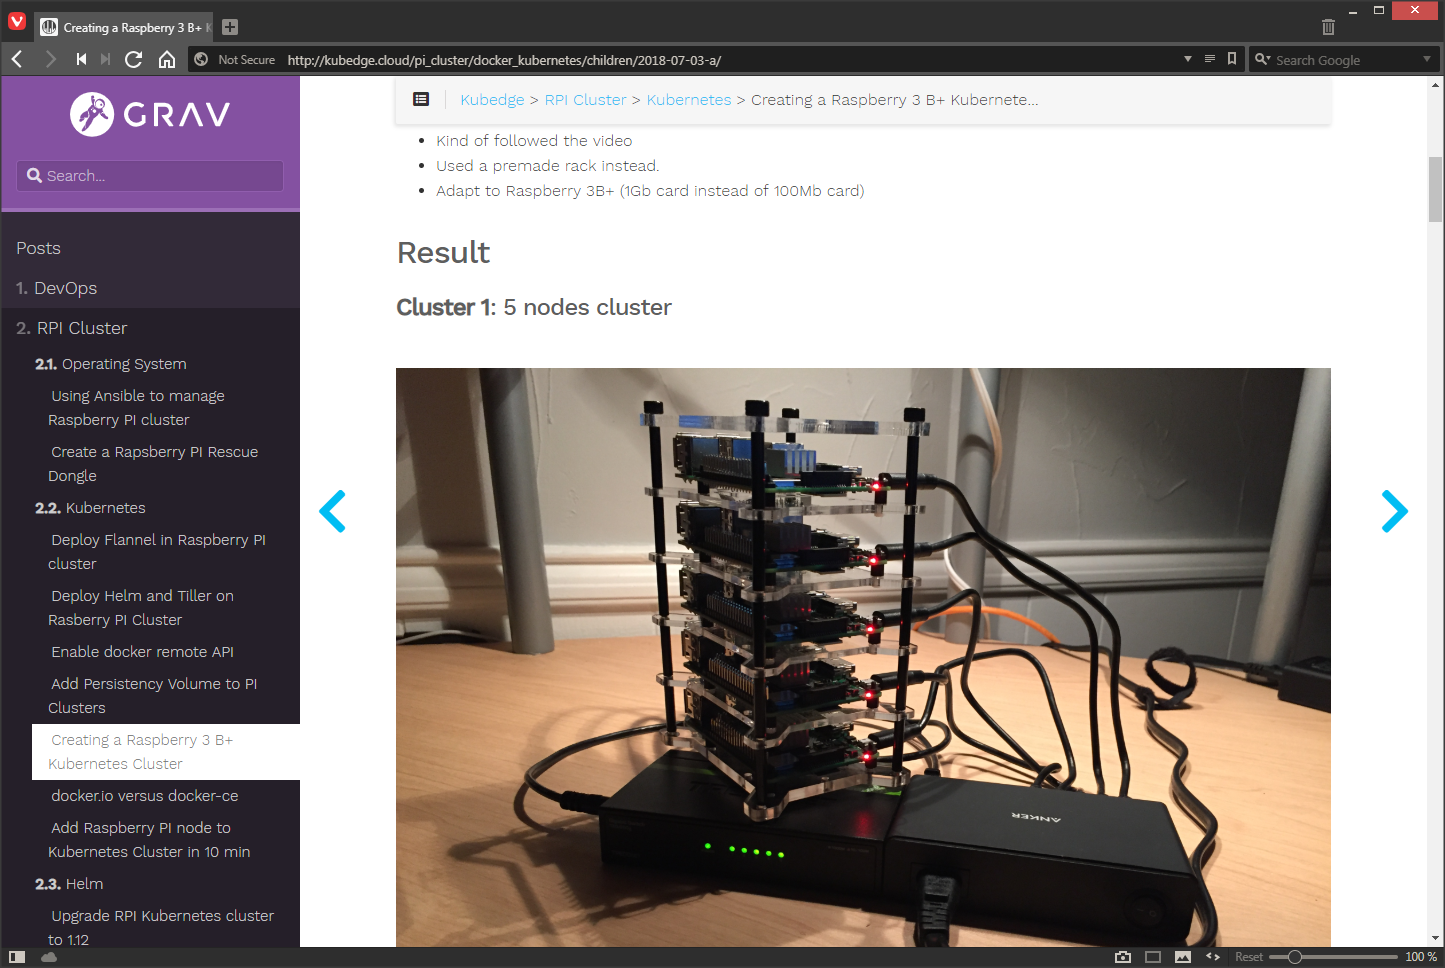 Creating a Raspberry 3 B+ K
Not Secure
http://kubedge.cloud/pi_cluster/docker_kubernetes/children/2018-07-03-a/
Search Google
GRAV
Search...
Posts
1. DevOps
2. RPI Cluster
2.1. Operating System
Using Ansible to manage
Raspberry PI cluster
Create a Rapsberry PI Rescue
Dongle
2.2. Kubernetes
Deploy Flannel in Raspberry PI
cluster
Deploy Helm and Tiller on
Rasberry PI Cluster
Enable docker remote API
Add Persistency Volume to PI
Clusters
Creating a Raspberry 3 B+
Kubernetes Cluster
docker.io versus docker-ce
Add Raspberry PI node to
Kubernetes Cluster in 10 min
2.3. Helm
Upgrade RPI Kubernetes cluster
to 1.12
Kubedge > RPI Cluster > Kubernetes > Creating a Raspberry 3 B+ Kubernete...
• Kind of followed the video
• Used a premade rack instead.
• Adapt to Raspberry 3B+ (1Gb card instead of 100Mb card)
Result
Cluster 1: 5 nodes cluster
ANKER
Reset
100 %